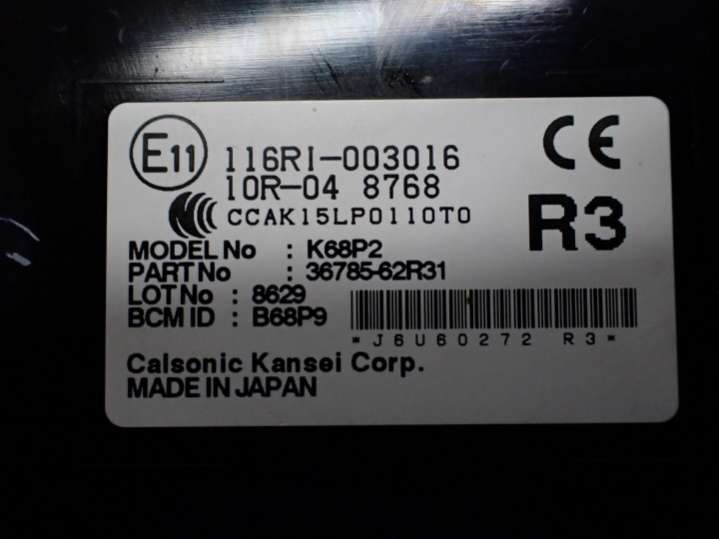 E11 116RI-003016 CE
10R-04 8768
CCAK15LP0110T0
R3
MODEL No : K68P2
PART No : 36785-62R31
LOT No : 8629
BCM ID : B68P9
*J6U60272 R3*
Calsonic Kansei Corp.
MADE IN JAPAN